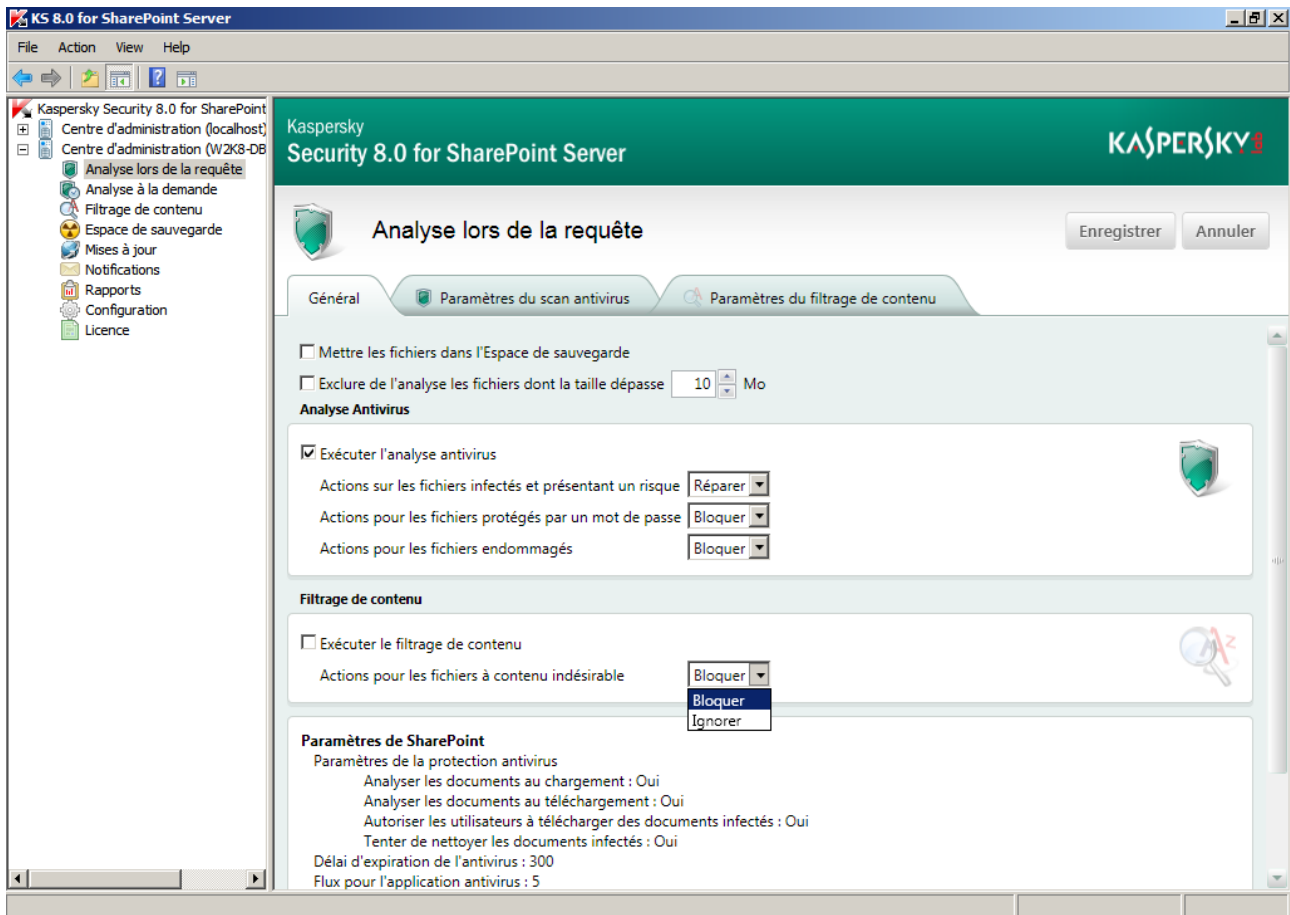 KS 8.0 for SharePoint Server
File Action View Help
Kaspersky Security 8.0 for SharePoint
Centre d'administration (localhost)
Centre d'administration (W2K8-DB
Analyse lors de la requête
Analyse à la demande
Filtrage de contenu
Espace de sauvegarde
Mises à jour
Notifications
Rapports
Configuration
Licence
Kaspersky
Security 8.0 for SharePoint Server
KASPERSKY lab
Analyse lors de la requête
Enregistrer Annuler
Général Paramètres du scan antivirus Paramètres du filtrage de contenu
Mettre les fichiers dans l'Espace de sauvegarde
Exclure de l'analyse les fichiers dont la taille dépasse 10 Mo
Analyse Antivirus
Exécuter l'analyse antivirus
Actions sur les fichiers infectés et présentant un risque Réparer
Actions pour les fichiers protégés par un mot de passe Bloquer
Actions pour les fichiers endommagés Bloquer
Filtrage de contenu
Exécuter le filtrage de contenu
Actions pour les fichiers à contenu indésirable Bloquer
Bloquer
Ignorer
Paramètres de SharePoint
Paramètres de la protection antivirus
Analyser les documents au chargement : Oui
Analyser les documents au téléchargement : Oui
Autoriser les utilisateurs à télécharger des documents infectés : Oui
Tenter de nettoyer les documents infectés : Oui
Délai d'expiration de l'antivirus : 300
Flux pour l'application antivirus : 5